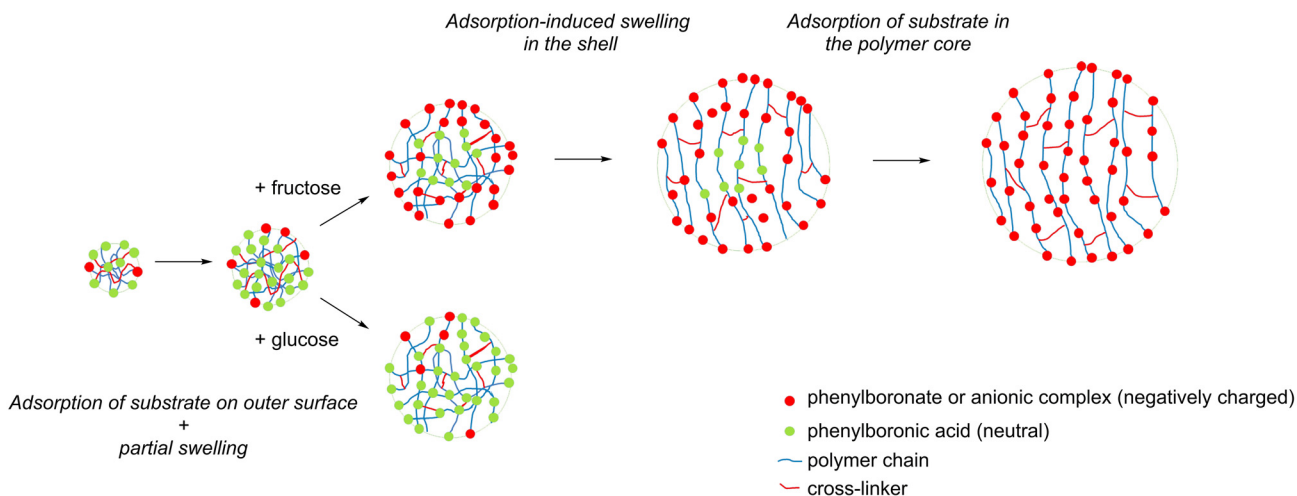 Adsorption-induced swelling
in the shell
Adsorption of substrate in
the polymer core
+ fructose
+ glucose
Adsorption of substrate on outer surface
+
partial swelling
phenylboronate or anionic complex (negatively charged)
phenylboronic acid (neutral)
polymer chain
cross-linker